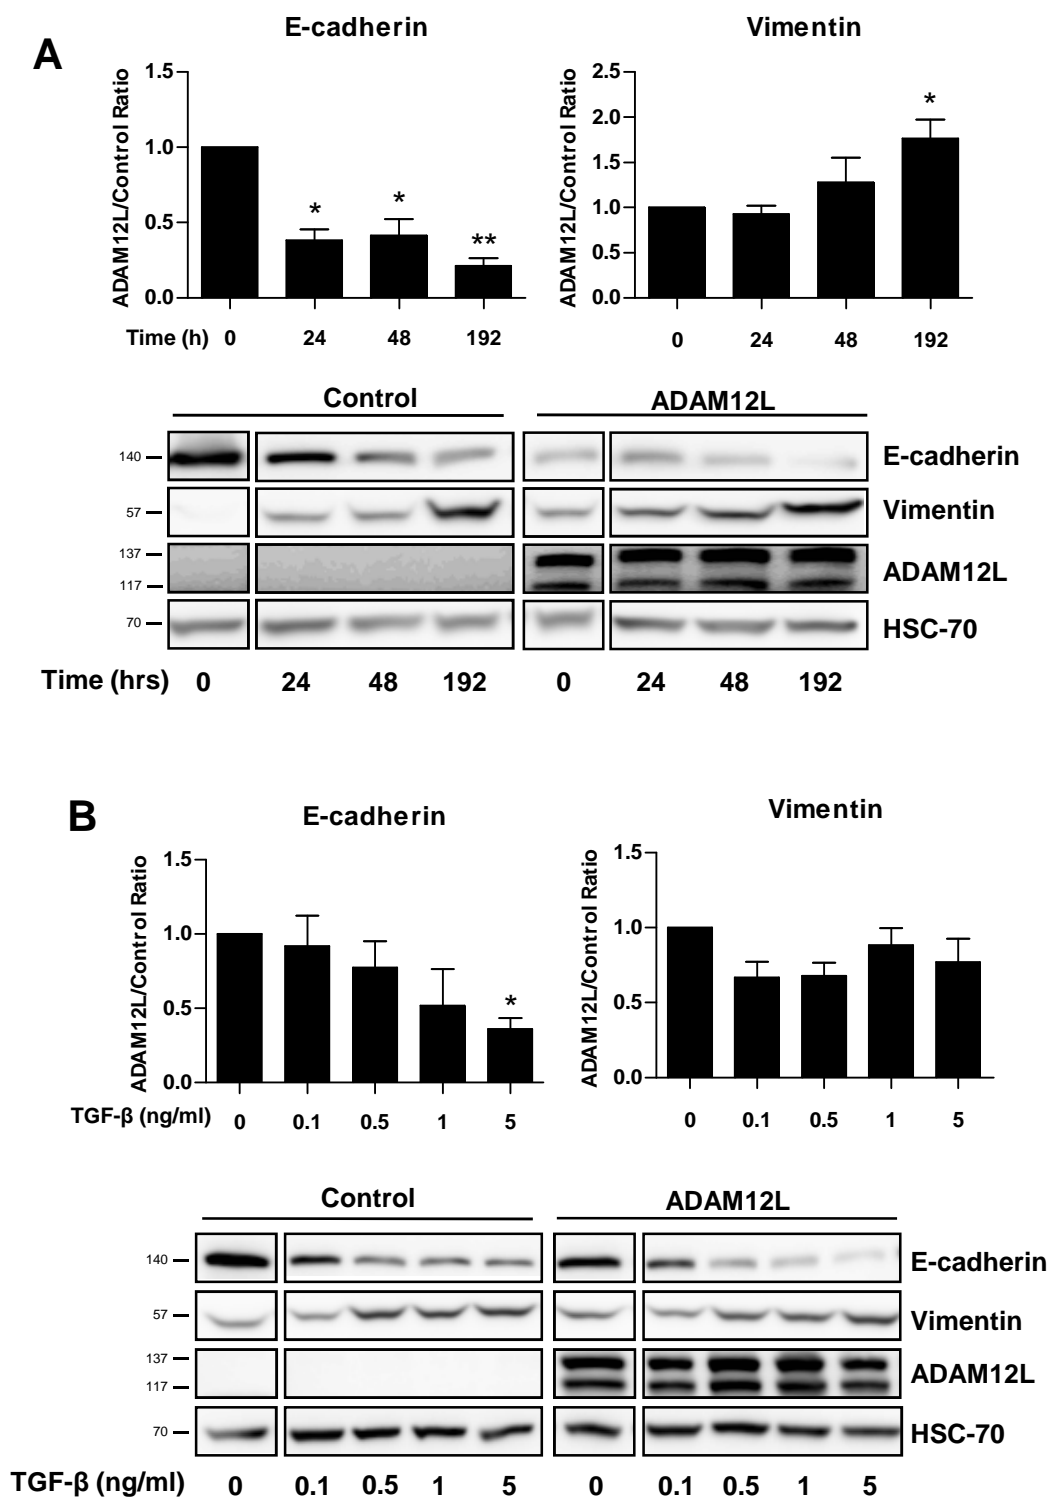 A
E-cadherin
Vimentin
ADAM12L/Control Ratio
1.5
1.0
0.5
0.0
*
*
**
Time (h) 0 24 48 192
ADAM12L/Control Ratio
2.5
2.0
1.5
1.0
0.5
0.0
*
0 24 48 192
Control
ADAM12L
140
E-cadherin
57
Vimentin
137
117
ADAM12L
70
HSC-70
Time (hrs) 0 24 48 192 0 24 48 192
B
E-cadherin
Vimentin
ADAM12L/Control Ratio
1.5
1.0
0.5
0.0
*
TGF-β (ng/ml) 0 0.1 0.5 1 5
ADAM12L/Control Ratio
1.5
1.0
0.5
0.0
0 0.1 0.5 1 5
Control
ADAM12L
140
E-cadherin
57
Vimentin
137
117
ADAM12L
70
HSC-70
TGF-β (ng/ml) 0 0.1 0.5 1 5 0 0.1 0.5 1 5